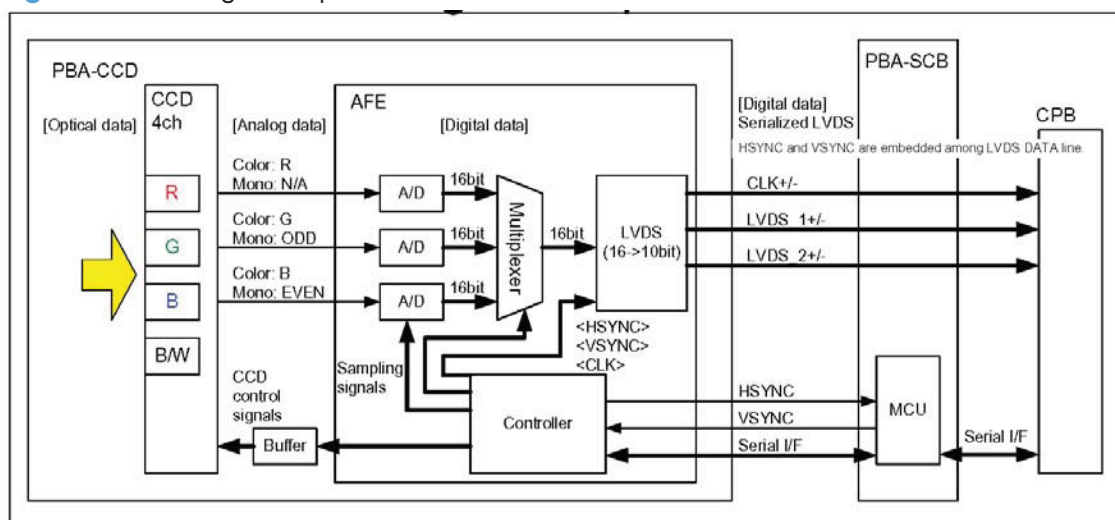 PBA-CCD
PBA-SCB
CPB
CCD
4ch
AFE
[Optical data]
[Analog data]
[Digital data]
[Digital data]
Serialized LVDS
HSYNC and VSYNC are embedded among LVDS DATA line.
Color: R
Mono: N/A
Color: G
Mono: ODD
Color: B
Mono: EVEN
R
G
B
B/W
A/D
16bit
A/D
16bit
A/D
16bit
Multiplexer
16bit
LVDS
(16->10bit)
CLK+/-
LVDS_1+/-
LVDS_2+/-
<HSYNC>
<VSYNC>
<CLK>
Sampling
signals
CCD
control
signals
Buffer
Controller
HSYNC
VSYNC
Serial I/F
MCU
Serial I/F